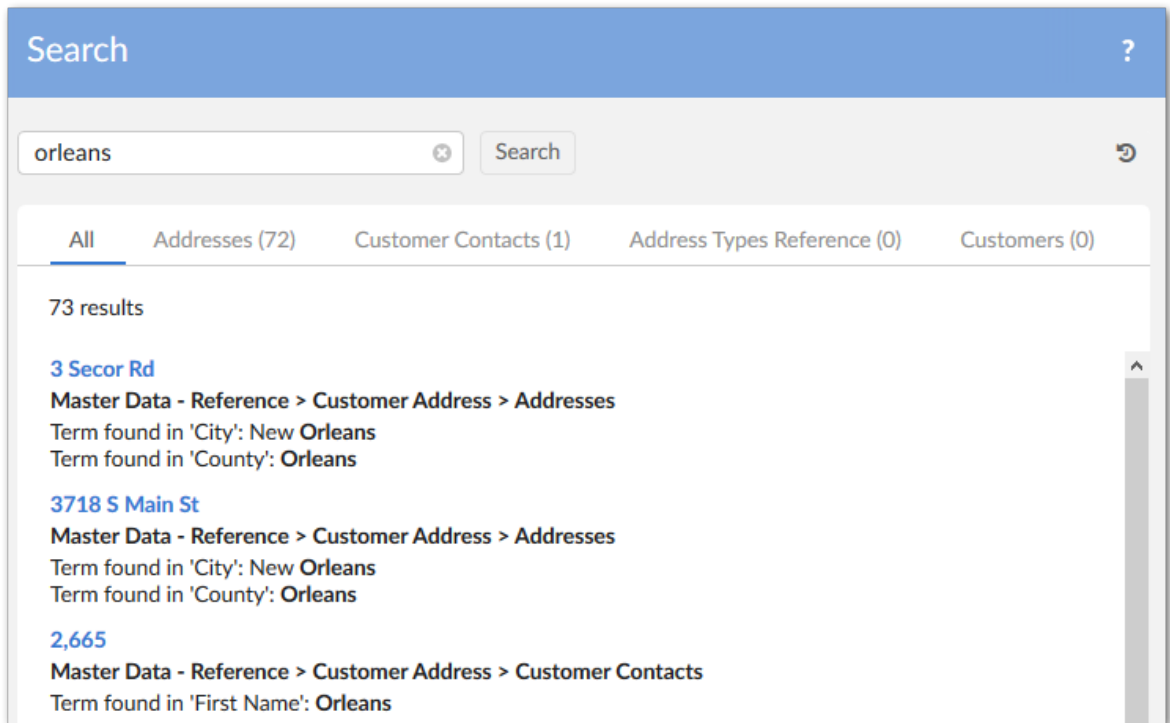 Search ?
orleans Search
All Addresses (72) Customer Contacts (1) Address Types Reference (0) Customers (0)
73 results
3 Secor Rd
Master Data - Reference > Customer Address > Addresses
Term found in 'City': New Orleans
Term found in 'County': Orleans
3718 S Main St
Master Data - Reference > Customer Address > Addresses
Term found in 'City': New Orleans
Term found in 'County': Orleans
2,665
Master Data - Reference > Customer Address > Customer Contacts
Term found in 'First Name': Orleans